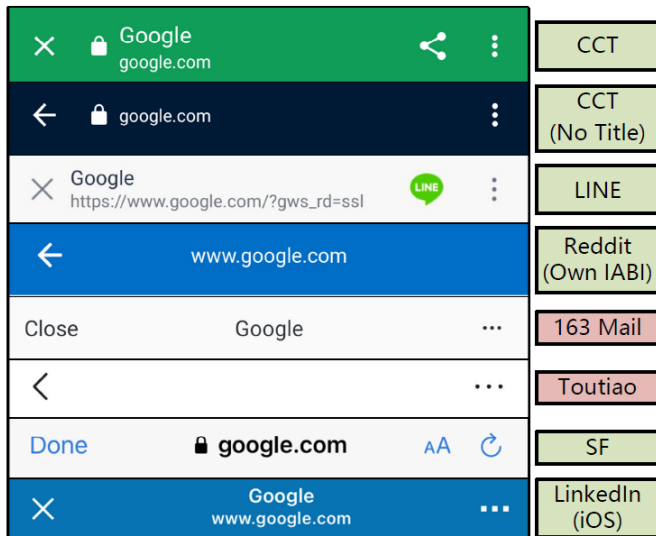 Google
google.com
CCT
google.com
CCT
(No Title)
Google
https://www.google.com/?gws_rd=ssl
LINE
LINE
www.google.com
Reddit
(Own IABI)
Close Google ...
163 Mail
Toutiao
Done google.com AA
SF
Google
www.google.com
LinkedIn
(iOS)